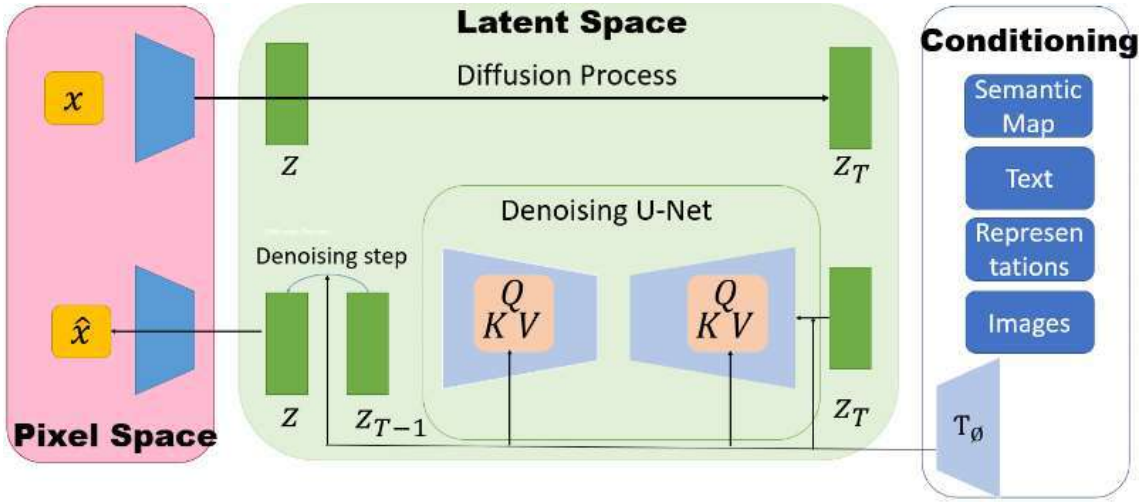 Latent Space
Conditioning
Diffusion Process
x
Z
Z_T
Semantic
Map
Text
Represen
tations
Images
Denoising U-Net
Denoising step
Q
K V
Q
K V
x̂
Z
Z_{T-1}
Z_T
T_ø
Pixel Space